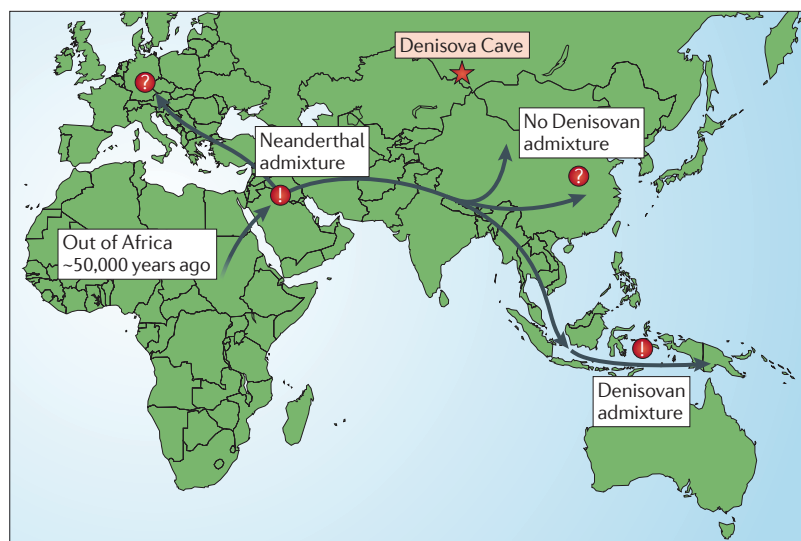 Denisova Cave
?
Neanderthal
admixture
No Denisovan
admixture
?
!
Out of Africa
~50,000 years ago
!
Denisovan
admixture